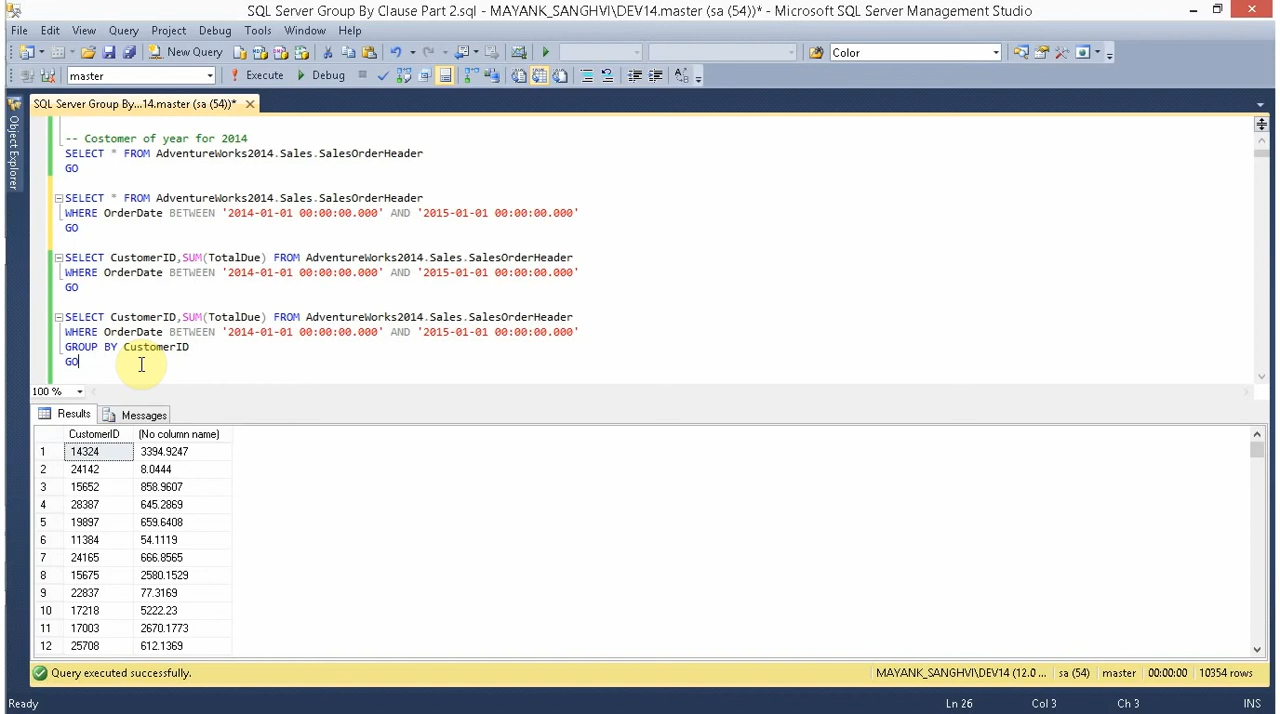 SQL Server Group By Clause Part 2.sql - MAYANK_SANGHVI\DEV14.master (sa (54))* - Microsoft SQL Server Management Studio
File Edit View Query Project Debug Tools Window Help
New Query Color
master Execute Debug
SQL Server Group By...14.master (sa (54))*
Object Explorer
-- Costomer of year for 2014
SELECT * FROM AdventureWorks2014.Sales.SalesOrderHeader
GO
SELECT * FROM AdventureWorks2014.Sales.SalesOrderHeader
WHERE OrderDate BETWEEN '2014-01-01 00:00:00.000' AND '2015-01-01 00:00:00.000'
GO
SELECT CustomerID,SUM(TotalDue) FROM AdventureWorks2014.Sales.SalesOrderHeader
WHERE OrderDate BETWEEN '2014-01-01 00:00:00.000' AND '2015-01-01 00:00:00.000'
GO
SELECT CustomerID,SUM(TotalDue) FROM AdventureWorks2014.Sales.SalesOrderHeader
WHERE OrderDate BETWEEN '2014-01-01 00:00:00.000' AND '2015-01-01 00:00:00.000'
GROUP BY CustomerID
GO
100 %
Results Messages
CustomerID (No column name)
1 14324 3394.9247
2 24142 8.0444
3 15652 858.9607
4 28387 645.2869
5 19897 659.6408
6 11384 54.1119
7 24165 666.8565
8 15675 2580.1529
9 22837 77.3169
10 17218 5222.23
11 17003 2670.1773
12 25708 612.1369
Query executed successfully. MAYANK_SANGHVI\DEV14 (12.0 ... sa (54) master 00:00:00 10354 rows
Ready Ln 26 Col 3 Ch 3 INS